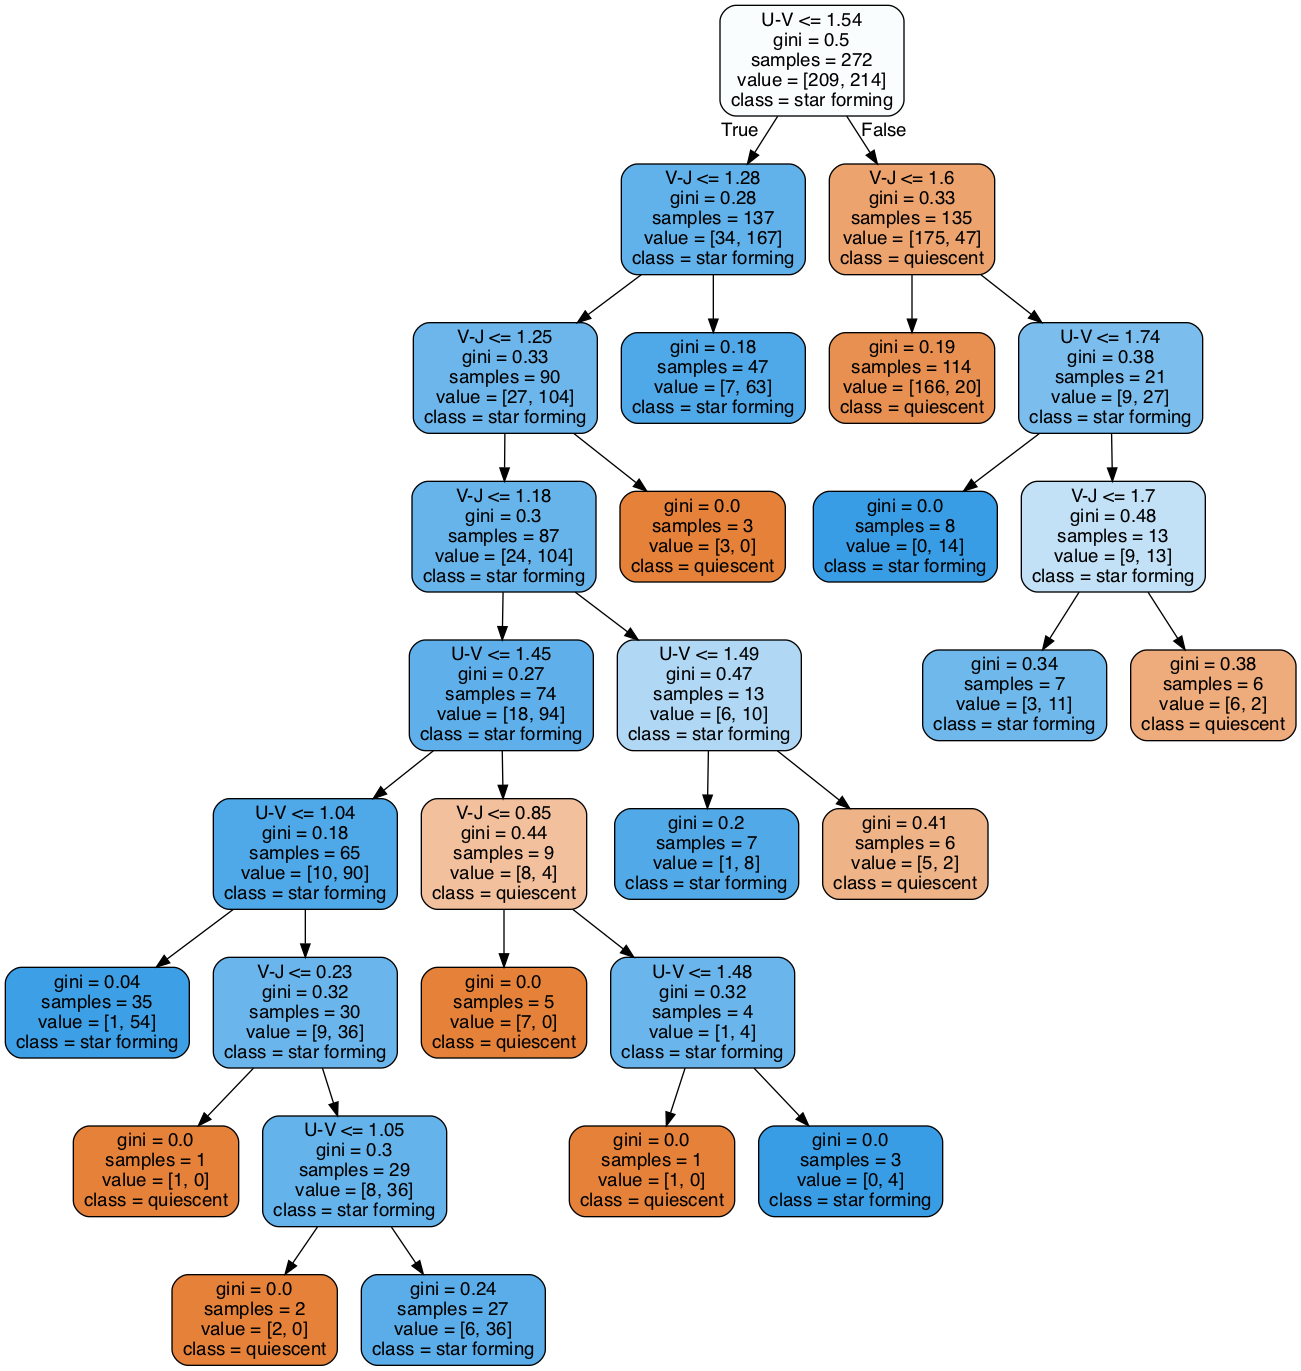 U-V <= 1.54
gini = 0.5
samples = 272
value = [209, 214]
class = star forming
True
False
V-J <= 1.28
gini = 0.28
samples = 137
value = [34, 167]
class = star forming
V-J <= 1.6
gini = 0.33
samples = 135
value = [175, 47]
class = quiescent
V-J <= 1.25
gini = 0.33
samples = 90
value = [27, 104]
class = star forming
gini = 0.18
samples = 47
value = [7, 63]
class = star forming
gini = 0.19
samples = 114
value = [166, 20]
class = quiescent
U-V <= 1.74
gini = 0.38
samples = 21
value = [9, 27]
class = star forming
V-J <= 1.18
gini = 0.3
samples = 87
value = [24, 104]
class = star forming
gini = 0.0
samples = 3
value = [3, 0]
class = quiescent
gini = 0.0
samples = 8
value = [0, 14]
class = star forming
V-J <= 1.7
gini = 0.48
samples = 13
value = [9, 13]
class = star forming
U-V <= 1.45
gini = 0.27
samples = 74
value = [18, 94]
class = star forming
U-V <= 1.49
gini = 0.47
samples = 13
value = [6, 10]
class = star forming
gini = 0.34
samples = 7
value = [3, 11]
class = star forming
gini = 0.38
samples = 6
value = [6, 2]
class = quiescent
U-V <= 1.04
gini = 0.18
samples = 65
value = [10, 90]
class = star forming
V-J <= 0.85
gini = 0.44
samples = 9
value = [8, 4]
class = quiescent
gini = 0.2
samples = 7
value = [1, 8]
class = star forming
gini = 0.41
samples = 6
value = [5, 2]
class = quiescent
gini = 0.04
samples = 35
value = [1, 54]
class = star forming
V-J <= 0.23
gini = 0.32
samples = 30
value = [9, 36]
class = star forming
gini = 0.0
samples = 5
value = [7, 0]
class = quiescent
U-V <= 1.48
gini = 0.32
samples = 4
value = [1, 4]
class = star forming
gini = 0.0
samples = 1
value = [1, 0]
class = quiescent
U-V <= 1.05
gini = 0.3
samples = 29
value = [8, 36]
class = star forming
gini = 0.0
samples = 1
value = [1, 0]
class = quiescent
gini = 0.0
samples = 3
value = [0, 4]
class = star forming
gini = 0.0
samples = 2
value = [2, 0]
class = quiescent
gini = 0.24
samples = 27
value = [6, 36]
class = star forming